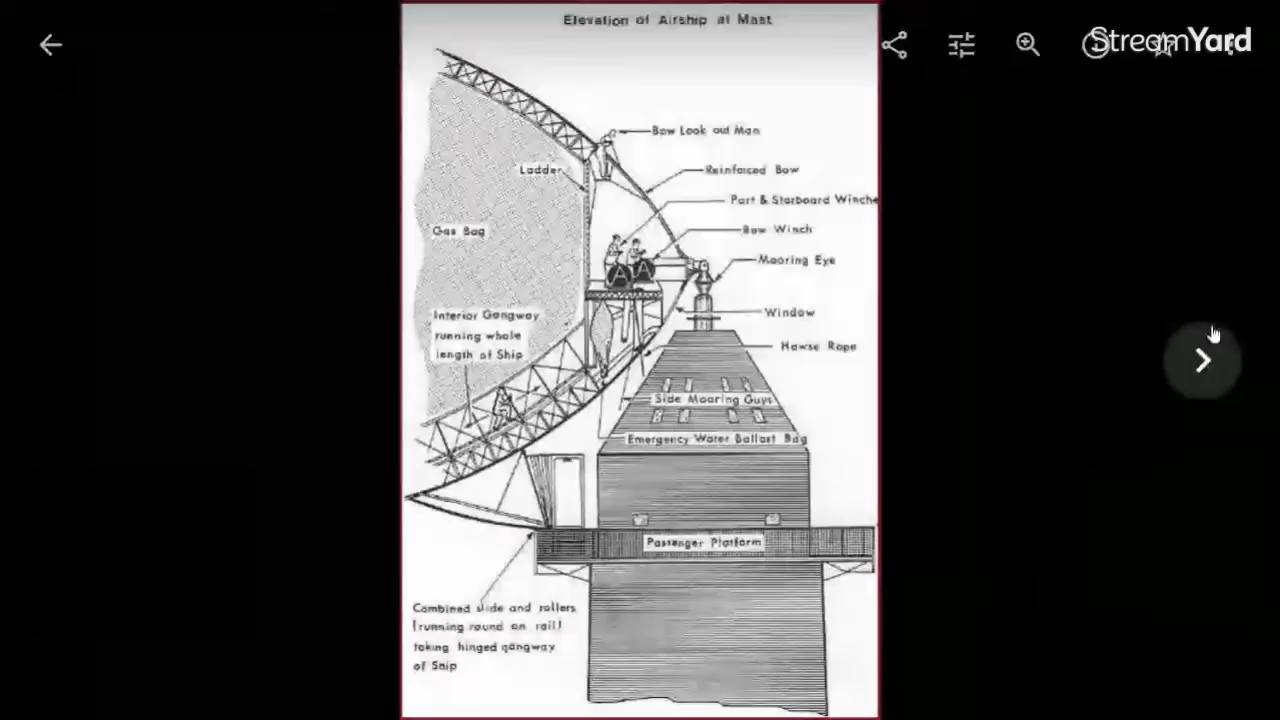 Elevation of Airship at Mast
StreamYard
Bow Look out Man
Ladder
Reinforced Bow
Port & Starboard Winche
Gas Bag
Bow Winch
Mooring Eye
Interior Gangway
running whole
length of Ship
Window
Hawse Rope
Side Mooring Guys
Emergency Water Ballast Bag
Passenger Platform
Combined slide and rollers
(running round on rail)
taking hinged gangway
of Ship